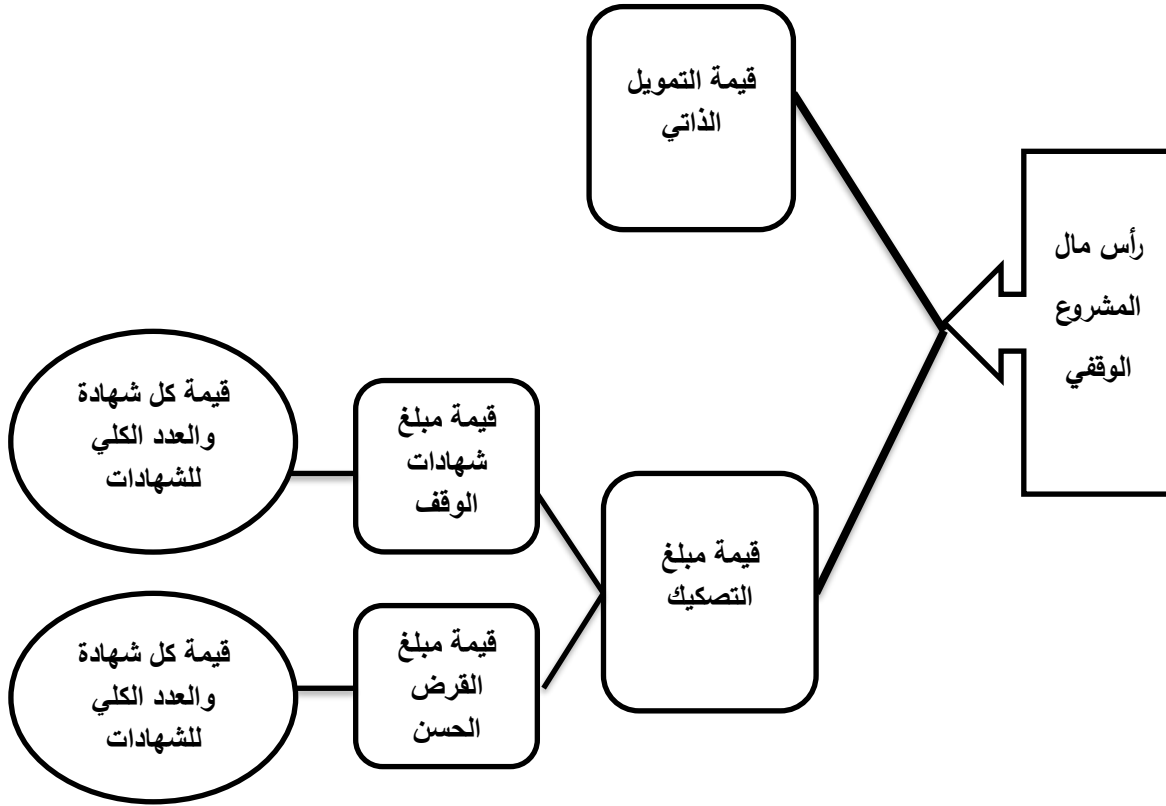 رأس مال
المشروع
الوقفي
قيمة التمويل
الذاتي
قيمة مبلغ
التصكيك
قيمة مبلغ
شهادات
الوقف
قيمة كل شهادة
والعدد الكلي
للشهادات
قيمة مبلغ
القرض
الحسن
قيمة كل شهادة
والعدد الكلي
للشهادات